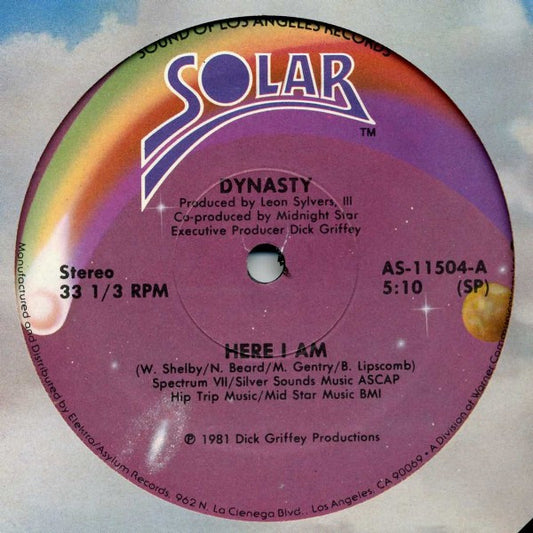 SOUND OF LOS ANGELES RECORDS
SOLAR
TM
DYNASTY
Produced by Leon Sylvers, III
Co-produced by Midnight Star
Executive Producer Dick Griffey
Stereo
33 1/3 RPM
AS-11504-A
5:10 (SP)
HERE I AM
(W. Shelby/N. Beard/M. Gentry/B. Lipscomb)
Spectrum VII/Silver Sounds Music ASCAP
Hip Trip Music/Mid Star Music BMI
℗ 1981 Dick Griffey Productions
Manufactured and Distributed by Elektra/Asylum Records, 962 N. La Cienega Blvd., Los Angeles, CA 90069 • A Division of Warner Communications